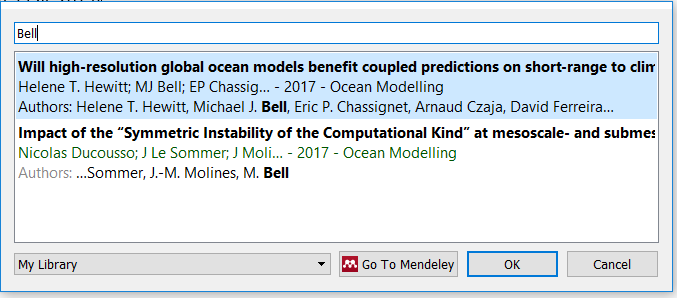 Bell
Will high-resolution global ocean models benefit coupled predictions on short-range to clim
Helene T. Hewitt; MJ Bell; EP Chassig... - 2017 - Ocean Modelling
Authors: Helene T. Hewitt, Michael J. Bell, Eric P. Chassignet, Arnaud Czaja, David Ferreira...
Impact of the “Symmetric Instability of the Computational Kind” at mesoscale- and submes
Nicolas Ducousso; J Le Sommer; J Moli... - 2017 - Ocean Modelling
Authors: ...Sommer, J.-M. Molines, M. Bell
My Library Go To Mendeley OK Cancel